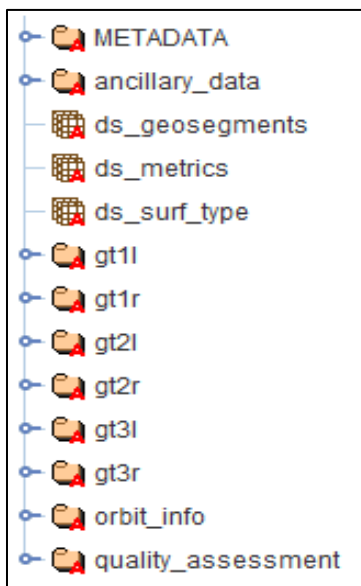 METADATA
ancillary_data
ds_geosegments
ds_metrics
ds_surf_type
gt1l
gt1r
gt2l
gt2r
gt3l
gt3r
orbit_info
quality_assessment